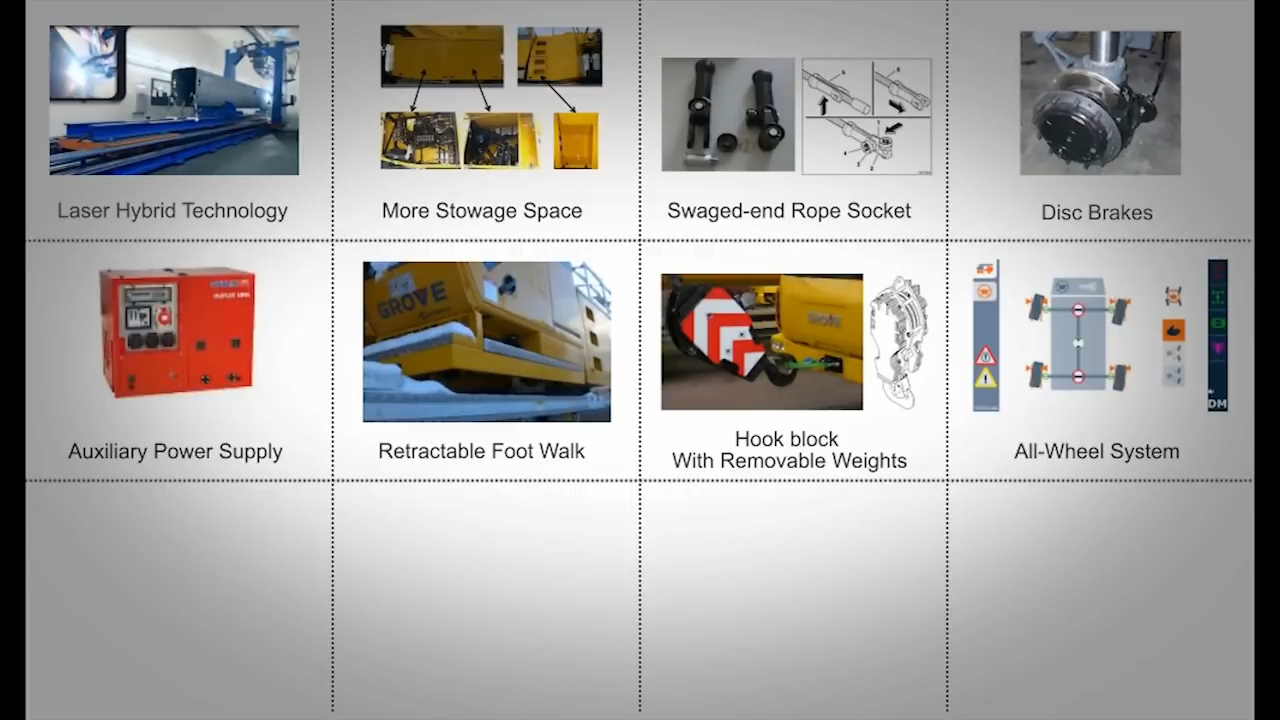 Laser Hybrid Technology
More Stowage Space
Swaged-end Rope Socket
Disc Brakes
GROVE
Auxiliary Power Supply
Retractable Foot Walk
Hook block
With Removable Weights
DM
All-Wheel System